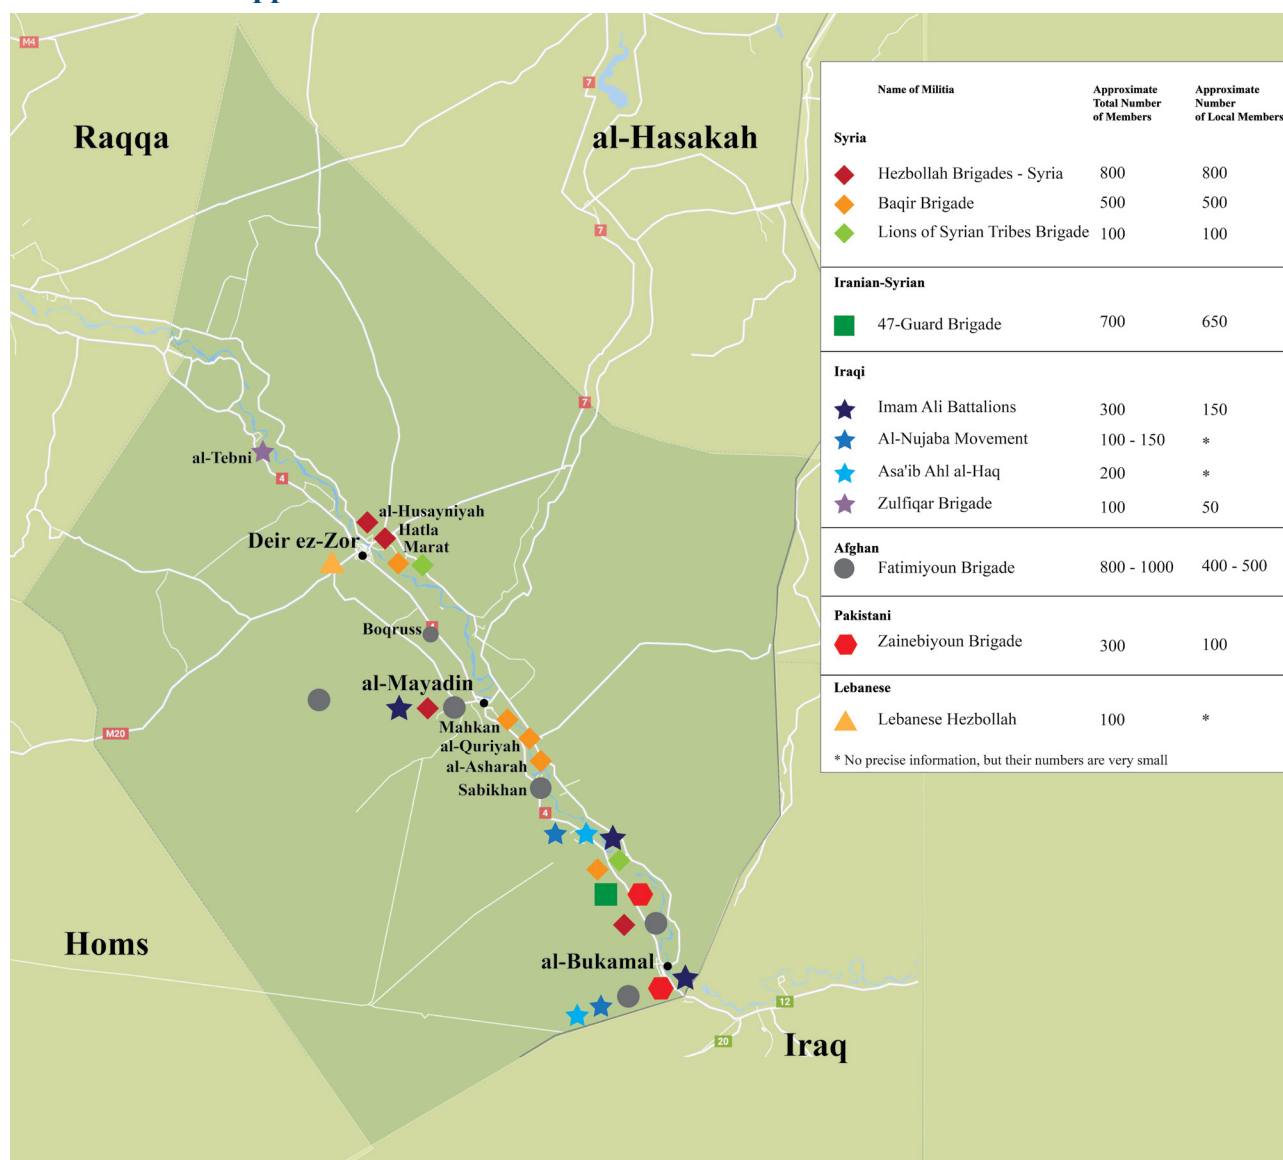 M4
7
Raqqa
al-Hasakah
7
7
al-Tebni
4
al-Husayniyah
Hatla
Deir ez-Zor
Marat
Boqruss
al-Mayadin
M20
Mahkan
al-Quriyah
al-Asharah
Sabikhan
4
Homs
al-Bukamal
12
20
Iraq
Name of Militia Approximate Total Number of Members Approximate Number of Local Members
Syria
Hezbollah Brigades - Syria 800 800
Baqir Brigade 500 500
Lions of Syrian Tribes Brigade 100 100
Iranian-Syrian
47-Guard Brigade 700 650
Iraqi
Imam Ali Battalions 300 150
Al-Nujaba Movement 100 - 150 *
Asa'ib Ahl al-Haq 200 *
Zulfiqar Brigade 100 50
Afghan
Fatimiyoun Brigade 800 - 1000 400 - 500
Pakistani
Zainebiyoun Brigade 300 100
Lebanese
Lebanese Hezbollah 100 *
* No precise information, but their numbers are very small